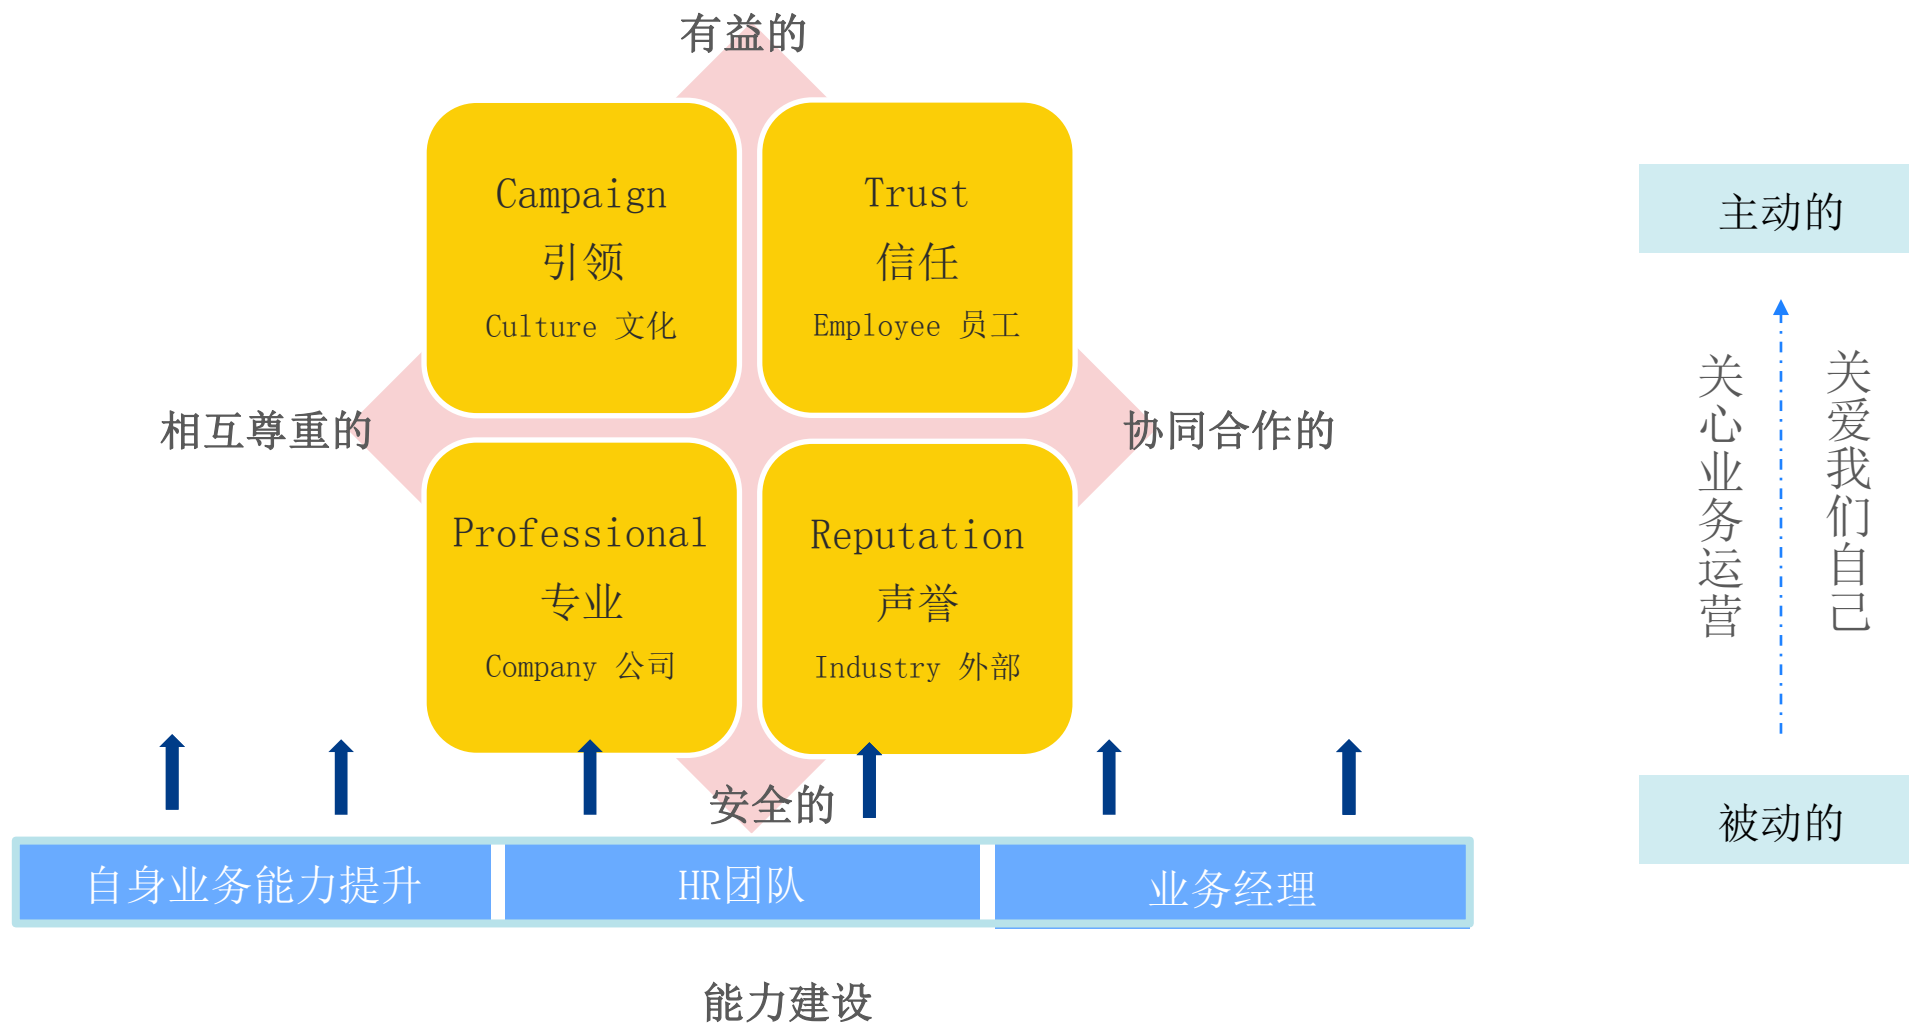 有益的
Campaign
引领
Culture 文化
Trust
信任
Employee 员工
相互尊重的
协同合作的
Professional
专业
Company 公司
Reputation
声誉
Industry 外部
安全的
自身业务能力提升
HR团队
业务经理
能力建设
主动的
关心业务运营
关爱我们自己
被动的